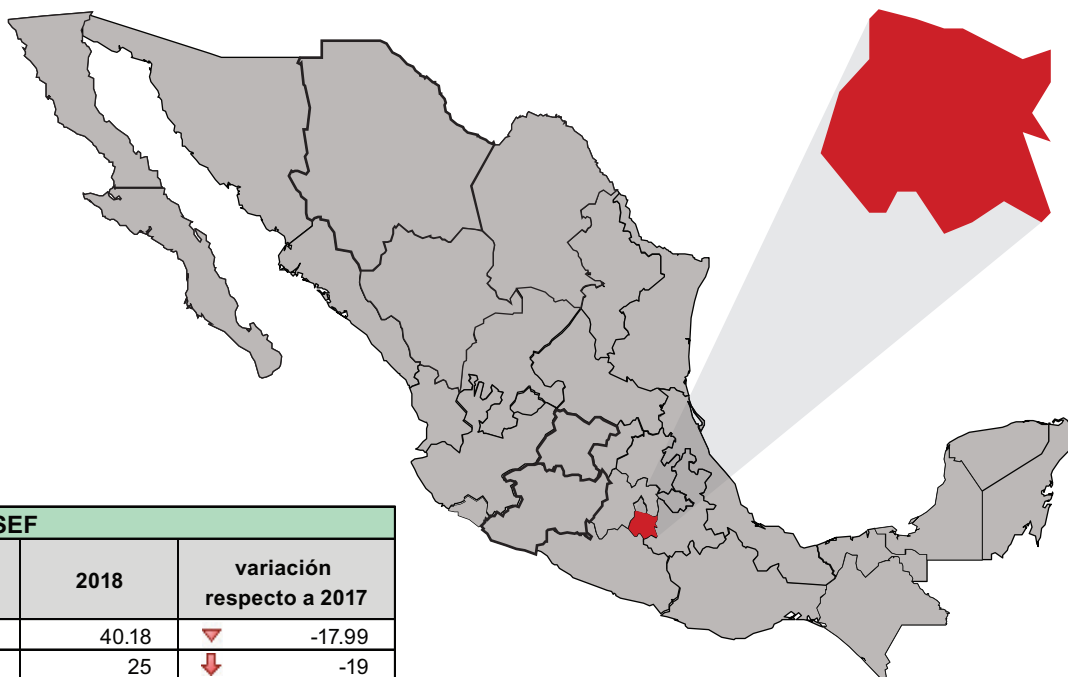 SEF
2018 variación
respecto a 2017
40.18 -17.99
25 -19